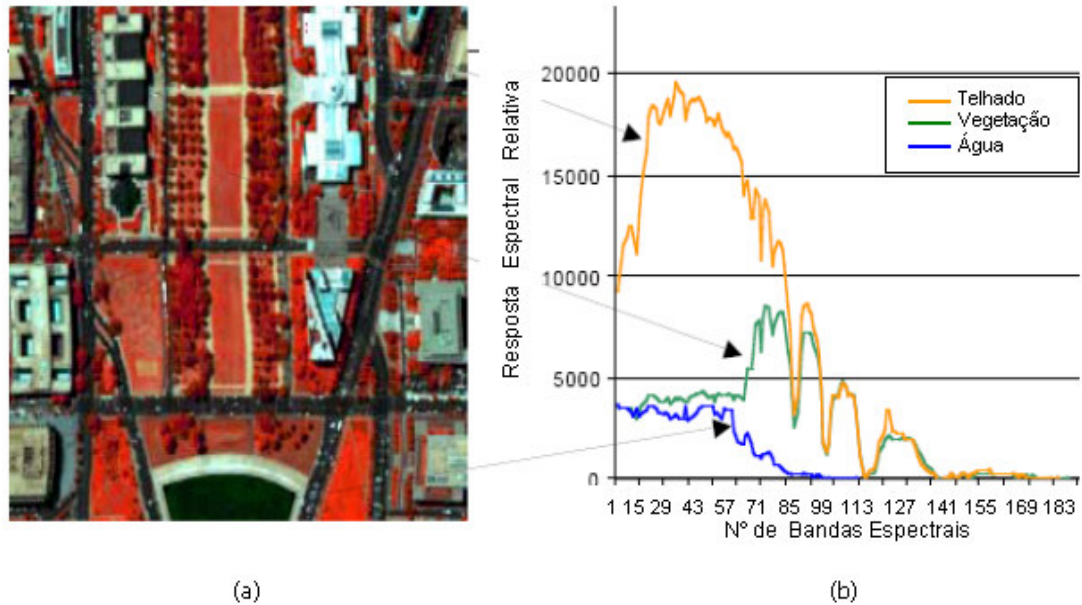 20000
15000
10000
5000
0
Resposta Espectral Relativa
Telhado
Vegetação
Água
1 15 29 43 57 71 85 99 113 127 141 155 169 183
Nº de Bandas Espectrais
(a)
(b)